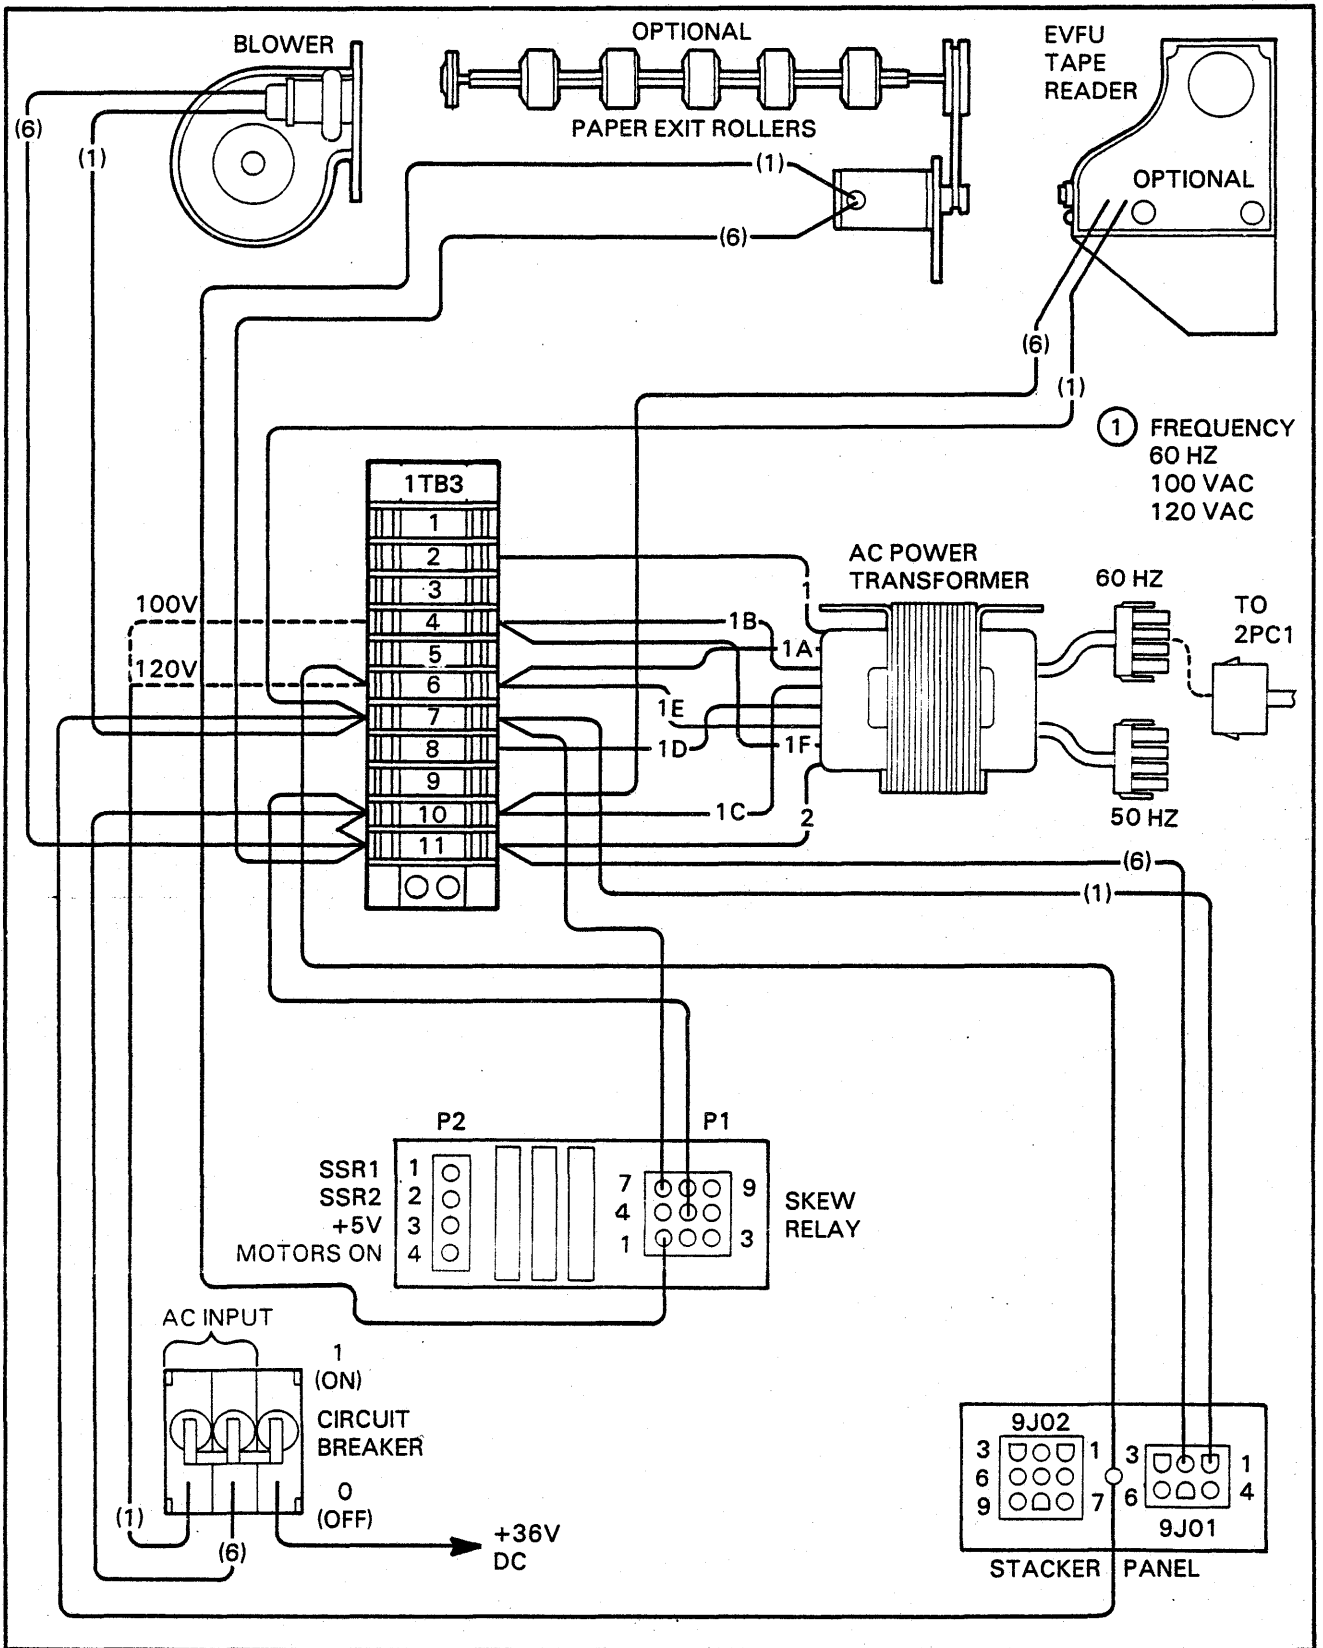 BLOWER
OPTIONAL
PAPER EXIT ROLLERS
EVFU
TAPE
READER
OPTIONAL
(6)
(1)
(1)
(6)
(6)
(1)
1 FREQUENCY
60 HZ
100 VAC
120 VAC
1TB3
1
2
3
4
5
6
7
8
9
10
11
100V
120V
AC POWER
TRANSFORMER
1
1B
1A
1E
1D
1F
1C
2
60 HZ
50 HZ
TO
2PC1
(6)
(1)
P2
P1
SSR1 1
SSR2 2
+5V 3
MOTORS ON 4
7 9
4
1 3
SKEW
RELAY
AC INPUT
1
(ON)
CIRCUIT
BREAKER
0
(OFF)
(1)
(6)
+36V
DC
9J02
3 1
6
9 7
3 1
6 4
9J01
STACKER PANEL